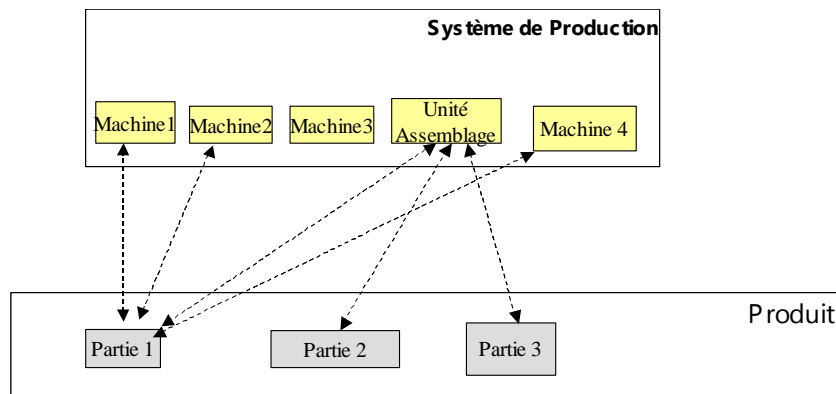 Système de Production
Machine1
Machine2
Machine3
Unité
Assemblage
Machine 4
Produit
Partie 1
Partie 2
Partie 3